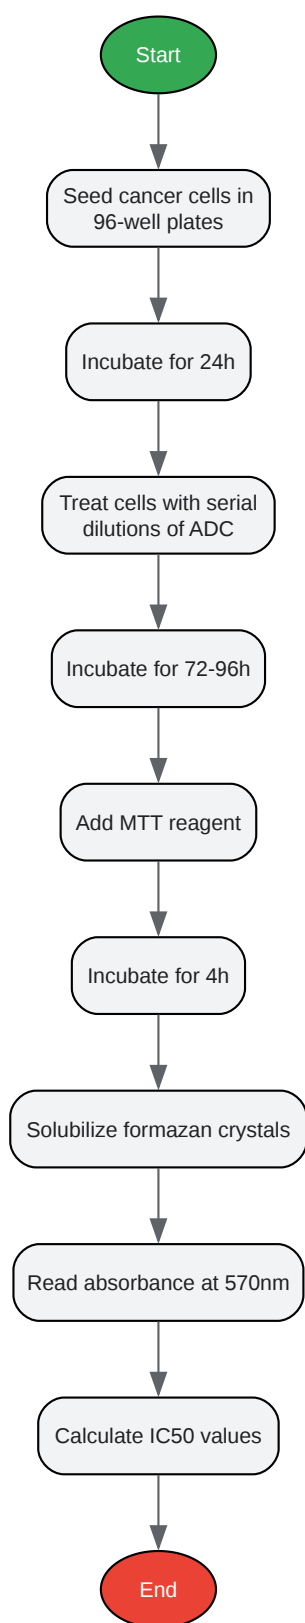 Start
Seed cancer cells in
96-well plates
Incubate for 24h
Treat cells with serial
dilutions of ADC
Incubate for 72-96h
Add MTT reagent
Incubate for 4h
Solubilize formazan crystals
Read absorbance at 570nm
Calculate IC50 values
End